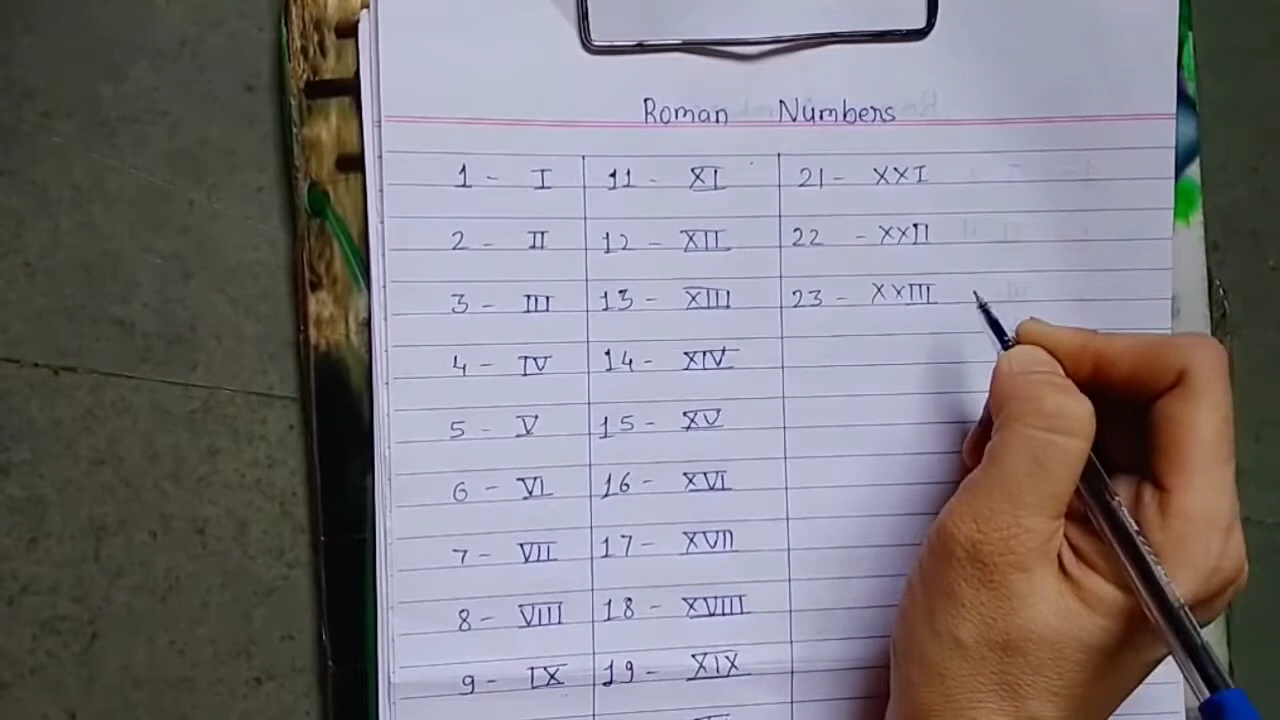 Roman Numbers
1 - I 11 - XI 21 - XXI
2 - II 12 - XII 22 - XXII
3 - III 13 - XIII 23 - XXIII
4 - IV 14 - XIV
5 - V 15 - XV
6 - VI 16 - XVI
7 - VII 17 - XVII
8 - VIII 18 - XVIII
9 - IX 19 - XIX